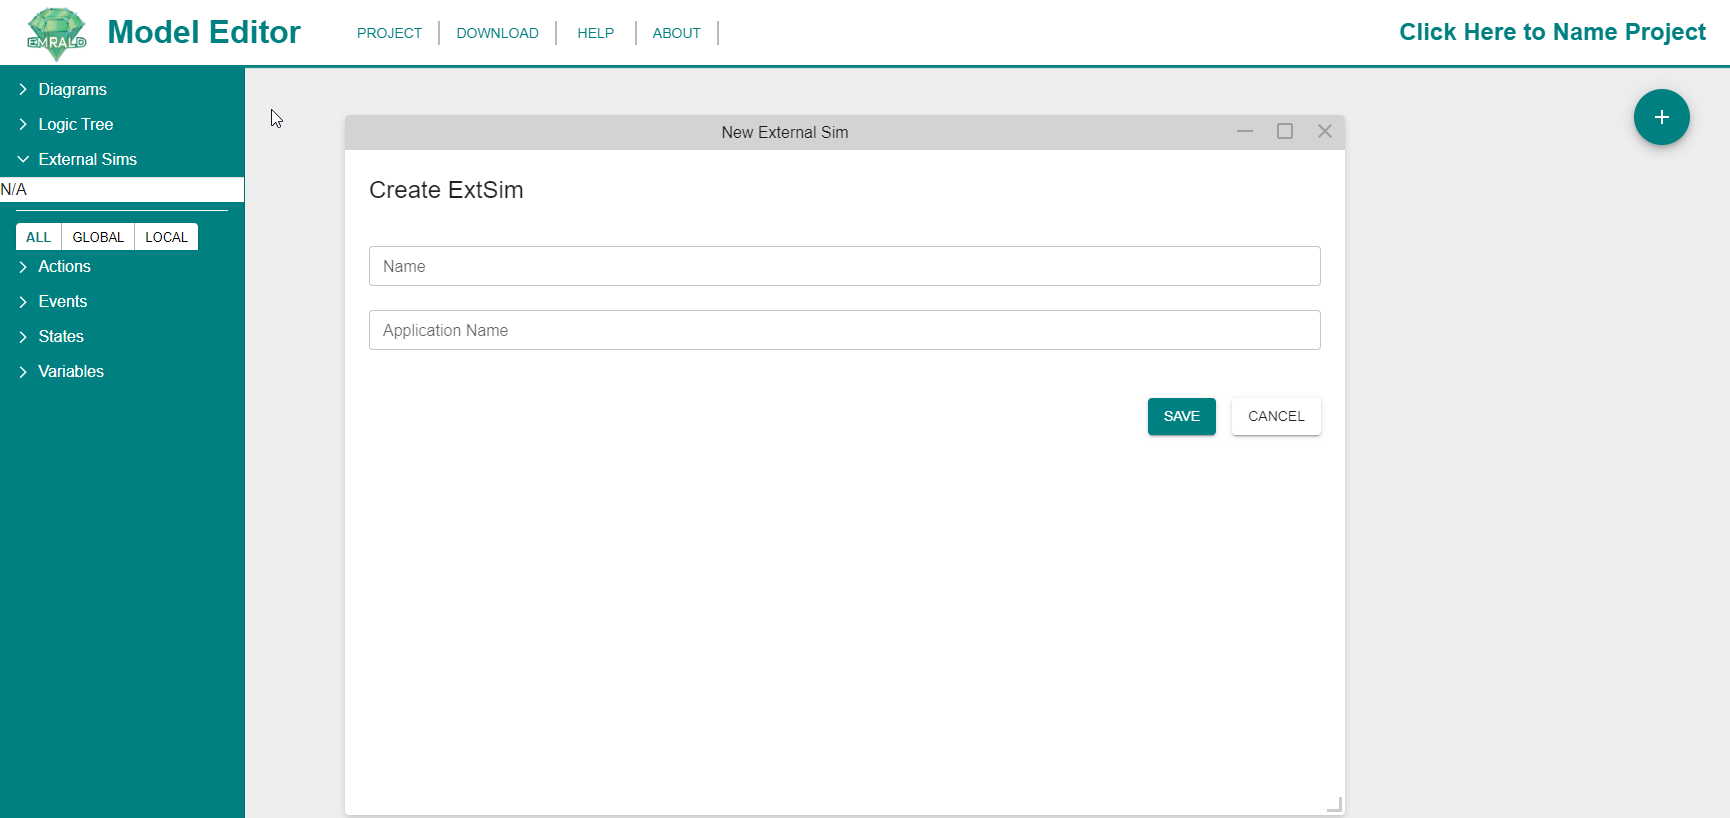 EMRALD
Model Editor
PROJECT
DOWNLOAD
HELP
ABOUT
Click Here to Name Project
Diagrams
Logic Tree
External Sims
N/A
ALL
GLOBAL
LOCAL
Actions
Events
States
Variables
New External Sim
Create ExtSim
Name
Application Name
SAVE
CANCEL